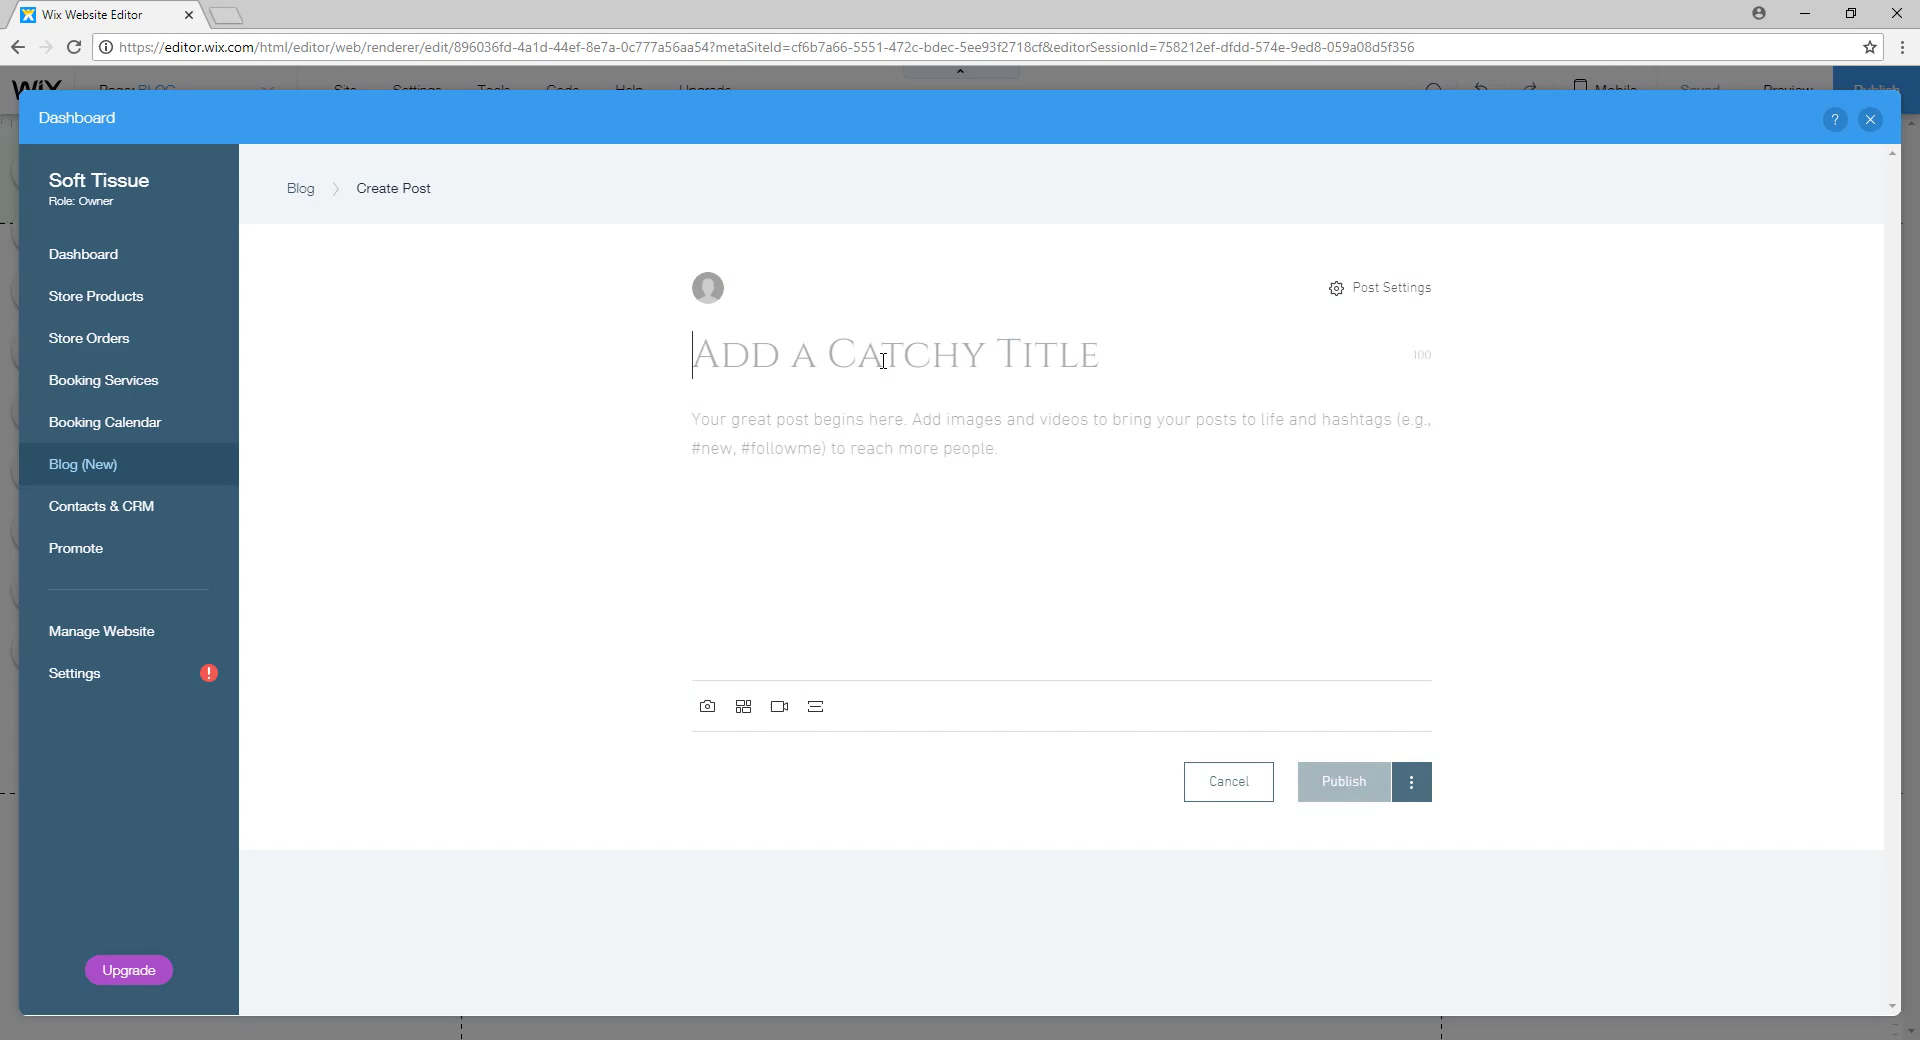 Wix Website Editor
https://editor.wix.com/html/editor/web/renderer/edit/896036fd-4a1d-44ef-8e7a-0c777a56aa54?metaSiteId=cf6b7a66-5551-472c-bdec-5ee93f2718cf&editorSessionId=758212ef-dfdd-574e-9ed8-059a08d5f356
WiX Page: BLOG Site Settings Tools Code Help Upgrade Mobile Saved Preview Publish
Dashboard ?
Soft Tissue
Role: Owner
Dashboard
Store Products
Store Orders
Booking Services
Booking Calendar
Blog (New)
Contacts & CRM
Promote
Manage Website
Settings !
Upgrade
Blog Create Post
Post Settings
Add a Catchy Title 100
Your great post begins here. Add images and videos to bring your posts to life and hashtags (e.g.,
#new, #followme) to reach more people.
Cancel Publish